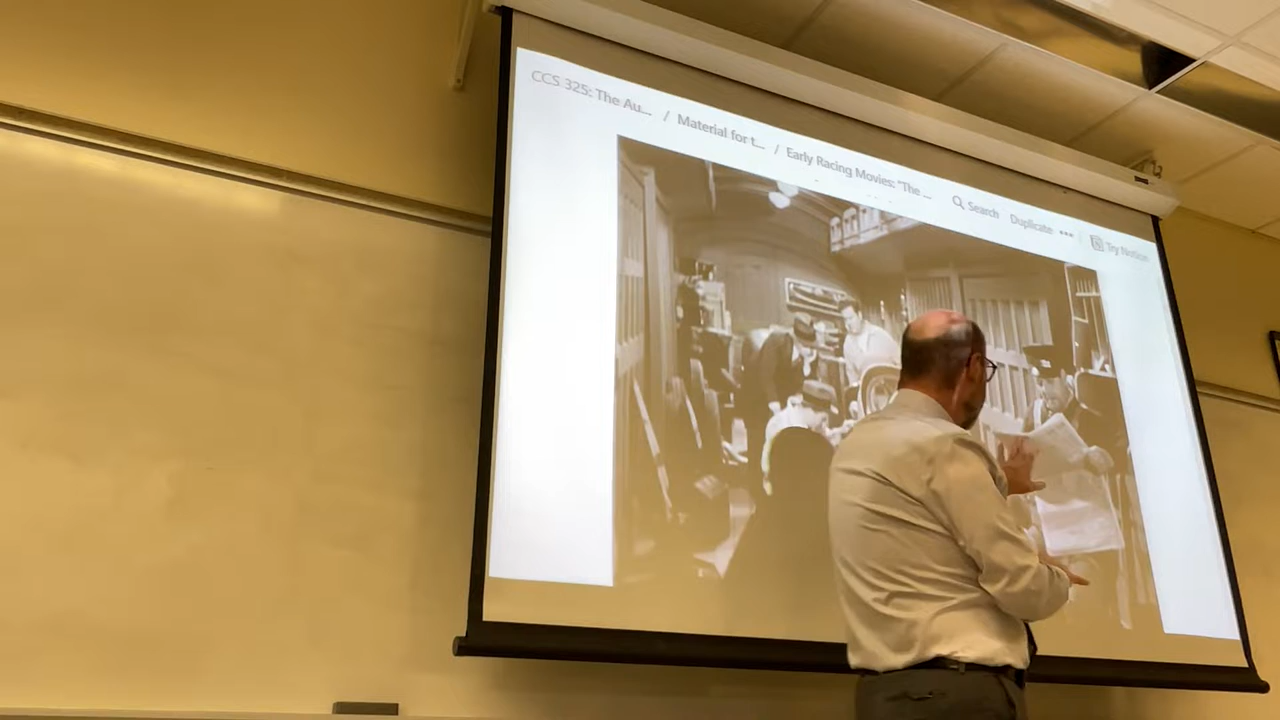 CCS 325: The Au... / Material for t... / Early Racing Movies: "The ... Search Duplicate ••• Try Notion